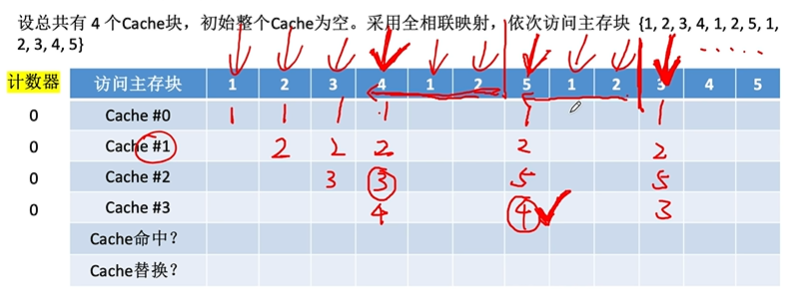 设总共有 4 个Cache块，初始整个Cache为空。采用全相联映射，依次访问主存块 {1, 2, 3, 4, 1, 2, 5, 1,
2, 3, 4, 5}
计数器 访问主存块 1 2 3 4 1 2 5 1 2 3 4 5
0 Cache #0 1 1 1 1 1 1
0 Cache #1 2 2 2 2 2
0 Cache #2 3 3 5 5
0 Cache #3 4 4 3
Cache命中？
Cache替换？